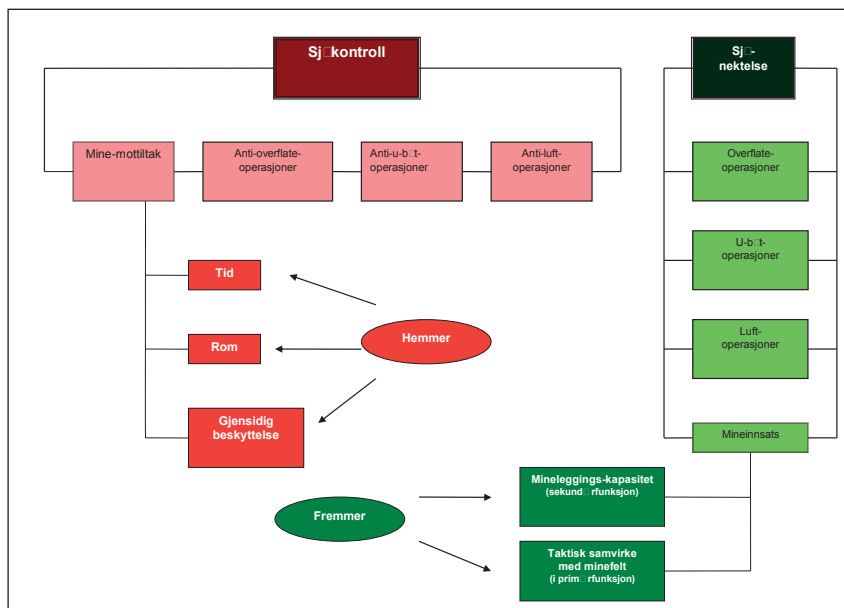 Sj□kontroll
Sj□-
nektelse
Mine-mottiltak
Anti-overflate-
operasjoner
Anti-u-b□t-
operasjoner
Anti-luft-
operasjoner
Overflate-
operasjoner
U-b□t-
operasjoner
Luft-
operasjoner
Mineinnsats
Tid
Rom
Gjensidig
beskyttelse
Hemmer
Fremmer
Mineleggings-kapasitet
(sekund□rfunksjon)
Taktisk samvirke
med minefelt
(i prim□rfunksjon)